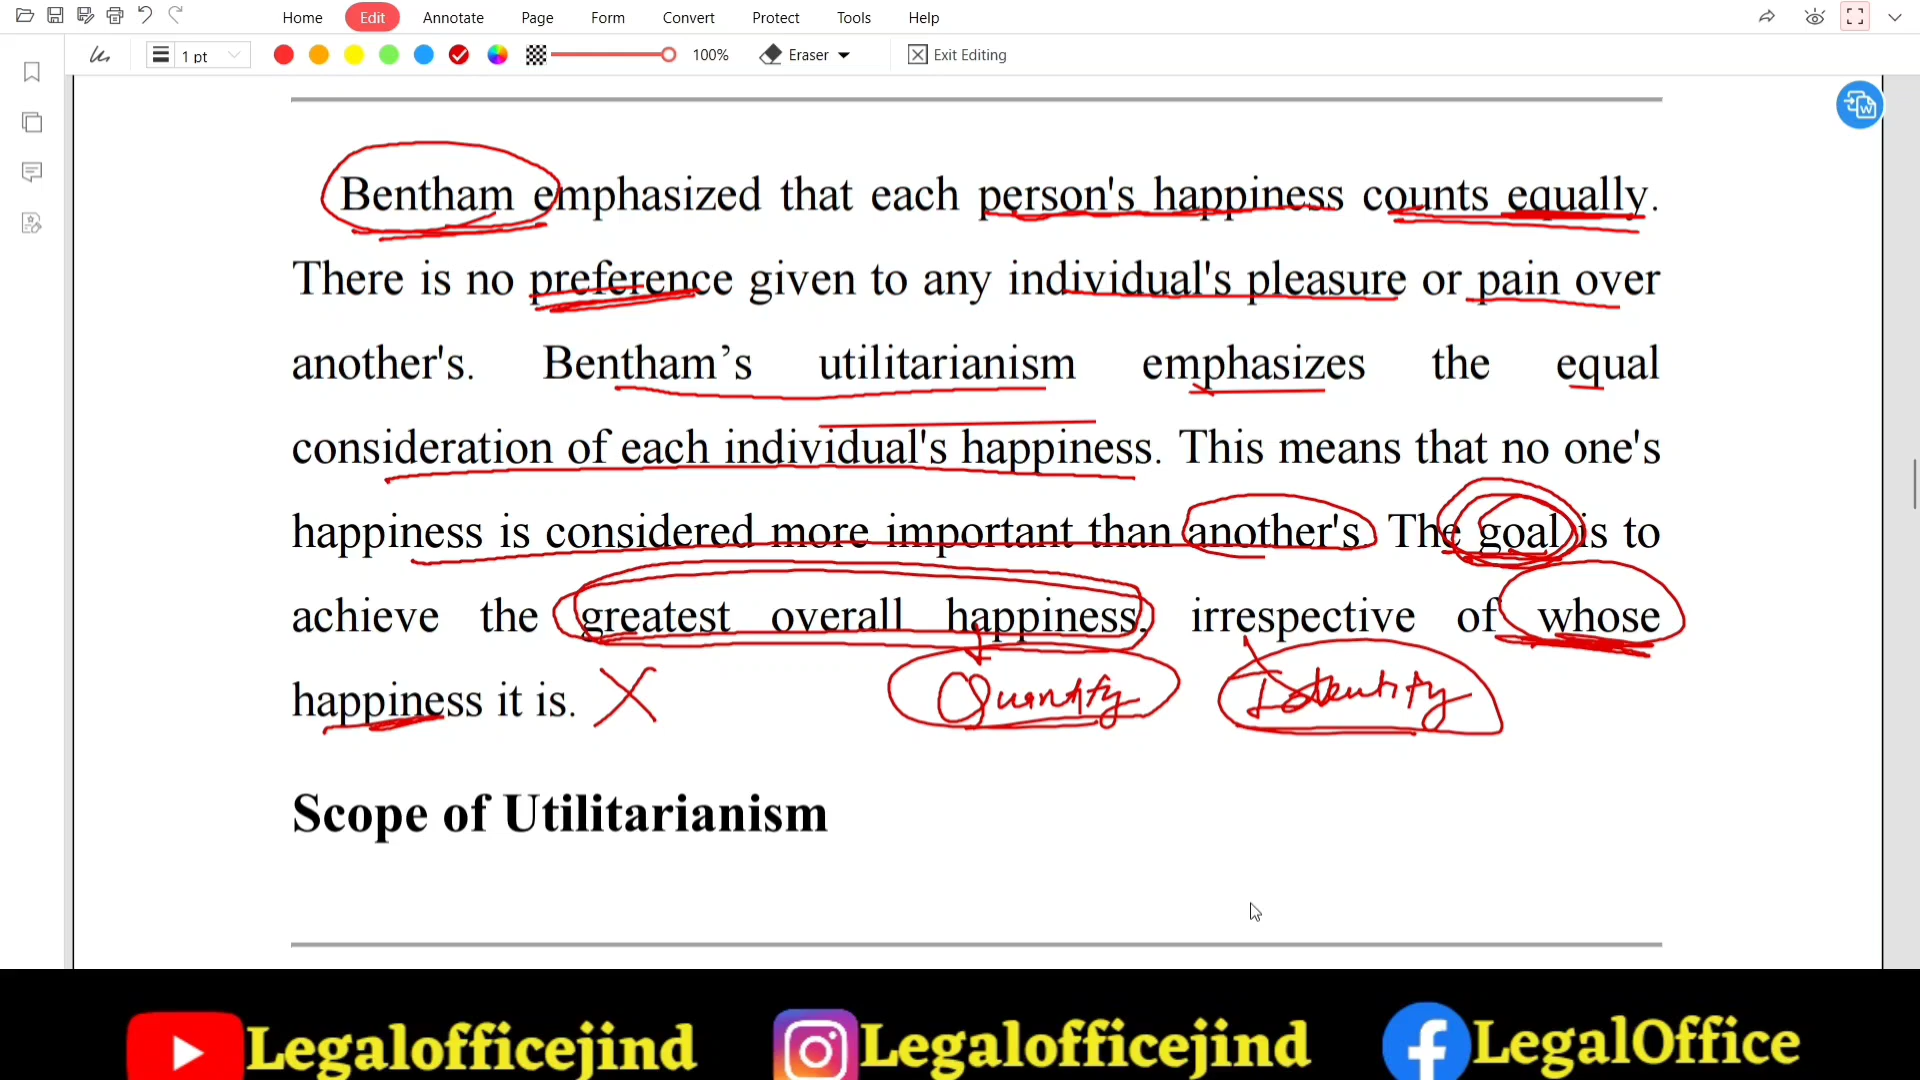 Home Edit Annotate Page Form Convert Protect Tools Help
1 pt 100% Eraser Exit Editing
Bentham emphasized that each person's happiness counts equally.
There is no preference given to any individual's pleasure or pain over
another's. Bentham’s utilitarianism emphasizes the equal
consideration of each individual's happiness. This means that no one's
happiness is considered more important than another's. The goal is to
achieve the greatest overall happiness, irrespective of whose
happiness it is. Quantity Identity
Scope of Utilitarianism
Legalofficejind Legalofficejind LegalOffice